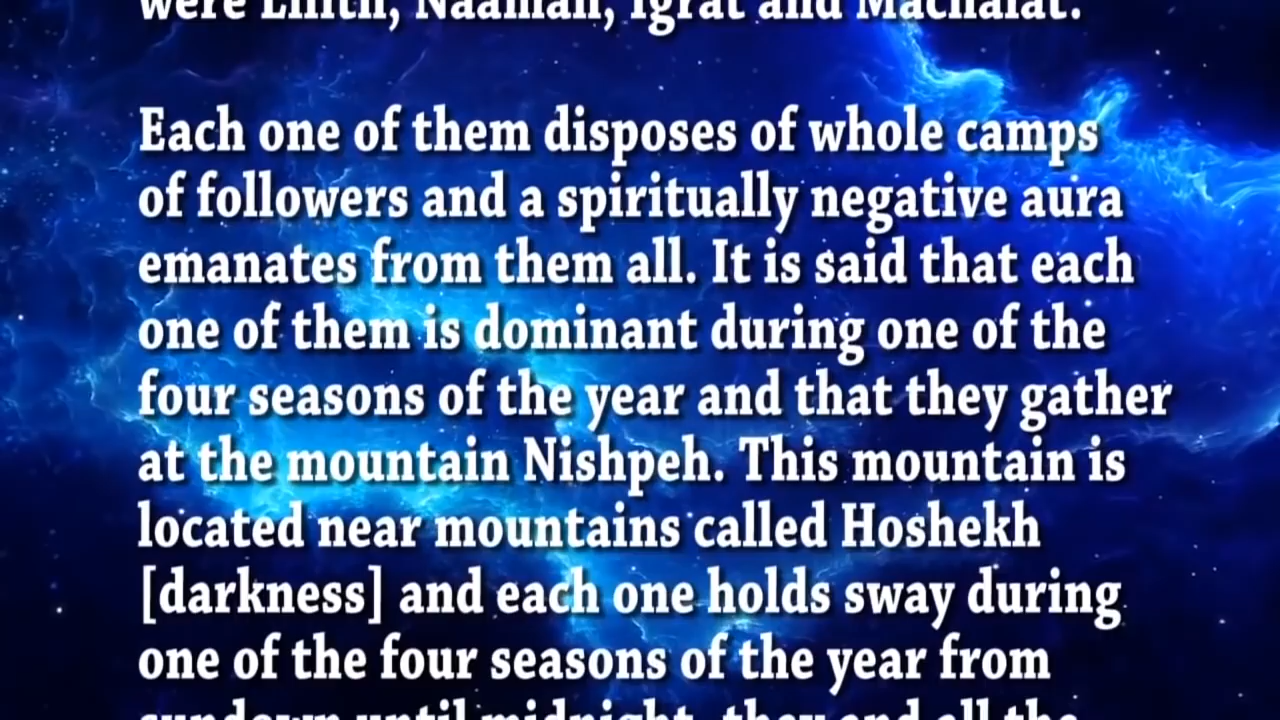 were Lilith, Naamah, Igrat and Machalat.
Each one of them disposes of whole camps
of followers and a spiritually negative aura
emanates from them all. It is said that each
one of them is dominant during one of the
four seasons of the year and that they gather
at the mountain Nishpeh. This mountain is
located near mountains called Hoshekh
[darkness] and each one holds sway during
one of the four seasons of the year from
sundown until midnight, they and all the